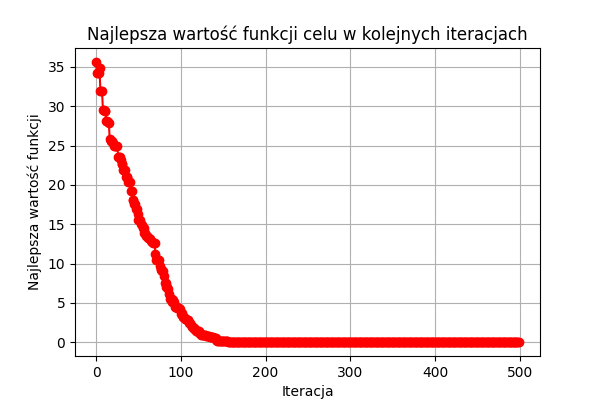 Najlepsza wartość funkcji celu w kolejnych iteracjach
35
30
25
20
15
10
5
0
Najlepsza wartość funkcji
0 100 200 300 400 500
Iteracja